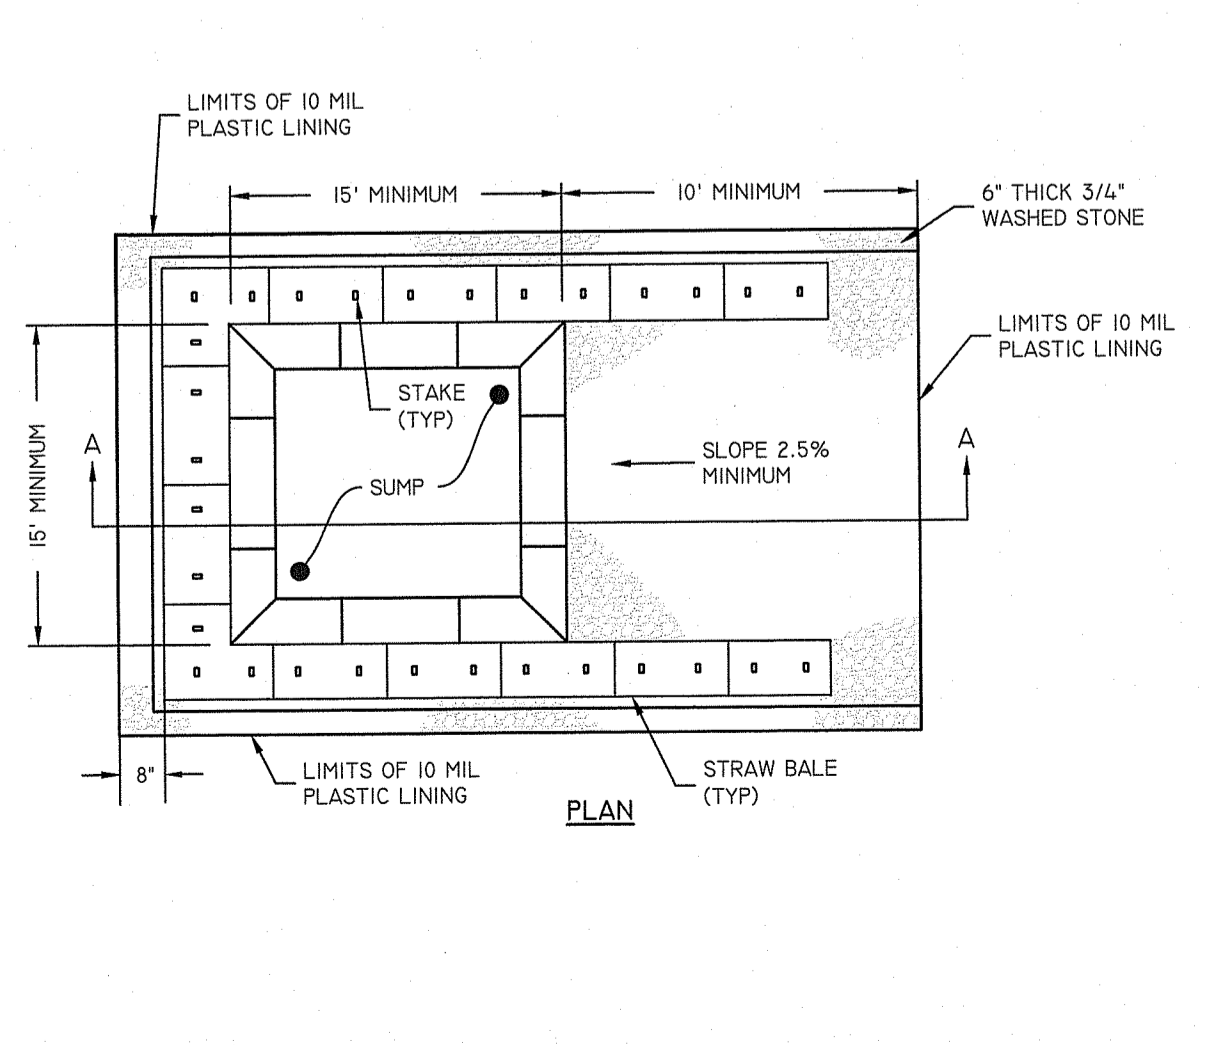 LIMITS OF 10 MIL
PLASTIC LINING
15' MINIMUM
10' MINIMUM
6" THICK 3/4"
WASHED STONE
LIMITS OF 10 MIL
PLASTIC LINING
STAKE
(TYP)
A
A
SLOPE 2.5%
MINIMUM
15' MINIMUM
SUMP
8"
LIMITS OF 10 MIL
PLASTIC LINING
STRAW BALE
(TYP)
PLAN